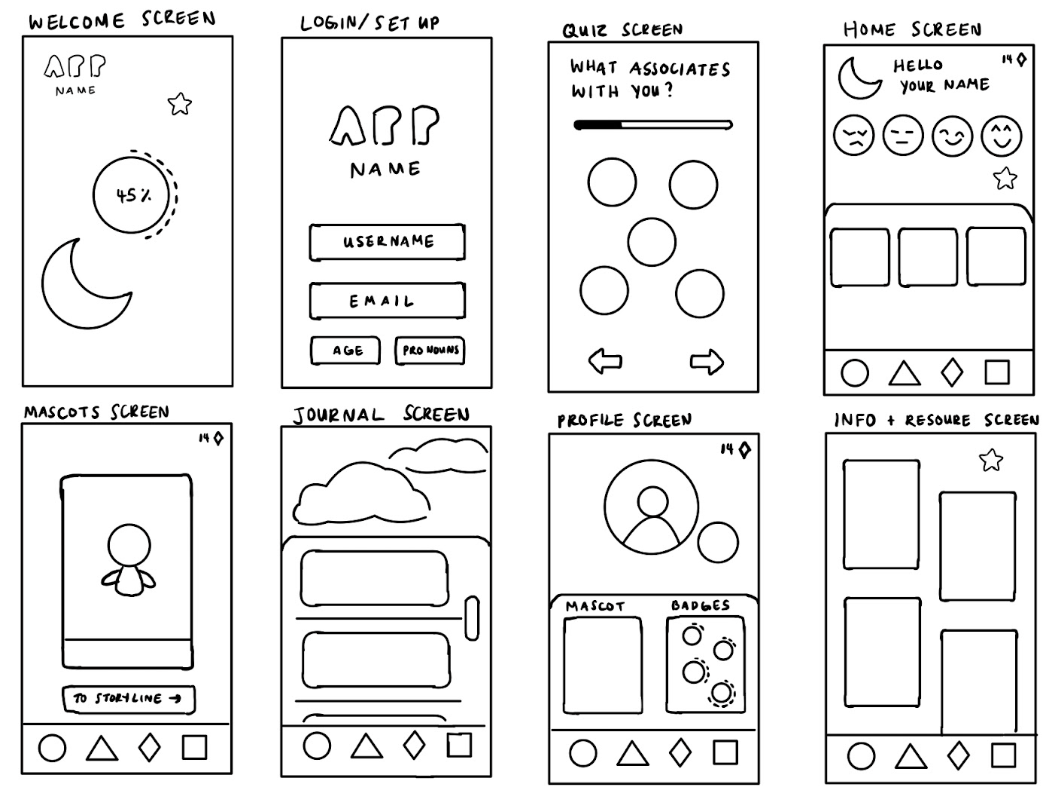 WELCOME SCREEN
APP
NAME
45%
LOGIN/SET UP
APP
NAME
USERNAME
EMAIL
AGE
PRONOUNS
QUIZ SCREEN
WHAT ASSOCIATES
WITH YOU?
HOME SCREEN
HELLO
YOUR NAME
14
MASCOTS SCREEN
14
TO STORYLINE →
JOURNAL SCREEN
PROFILE SCREEN
14
MASCOT
BADGES
INFO + RESOURE SCREEN